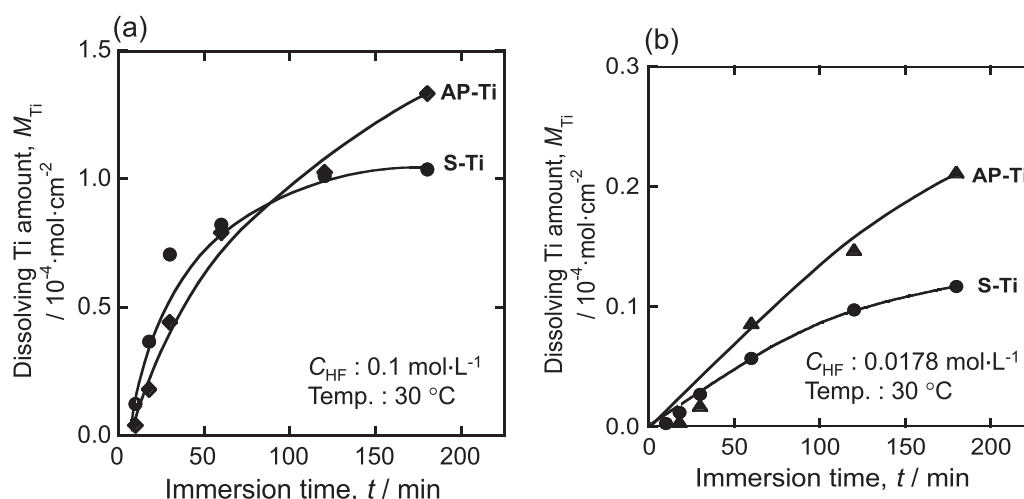 (a)
Dissolving Ti amount, M_Ti
/ 10⁻⁴·mol·cm⁻²
1.5
1.0
0.5
0.0
AP-Ti
S-Ti
C_HF : 0.1 mol·L⁻¹
Temp. : 30 °C
0 50 100 150 200
Immersion time, t / min
(b)
Dissolving Ti amount, M_Ti
/ 10⁻⁴·mol·cm⁻²
0.3
0.2
0.1
0.0
AP-Ti
S-Ti
C_HF : 0.0178 mol·L⁻¹
Temp. : 30 °C
0 50 100 150 200
Immersion time, t / min